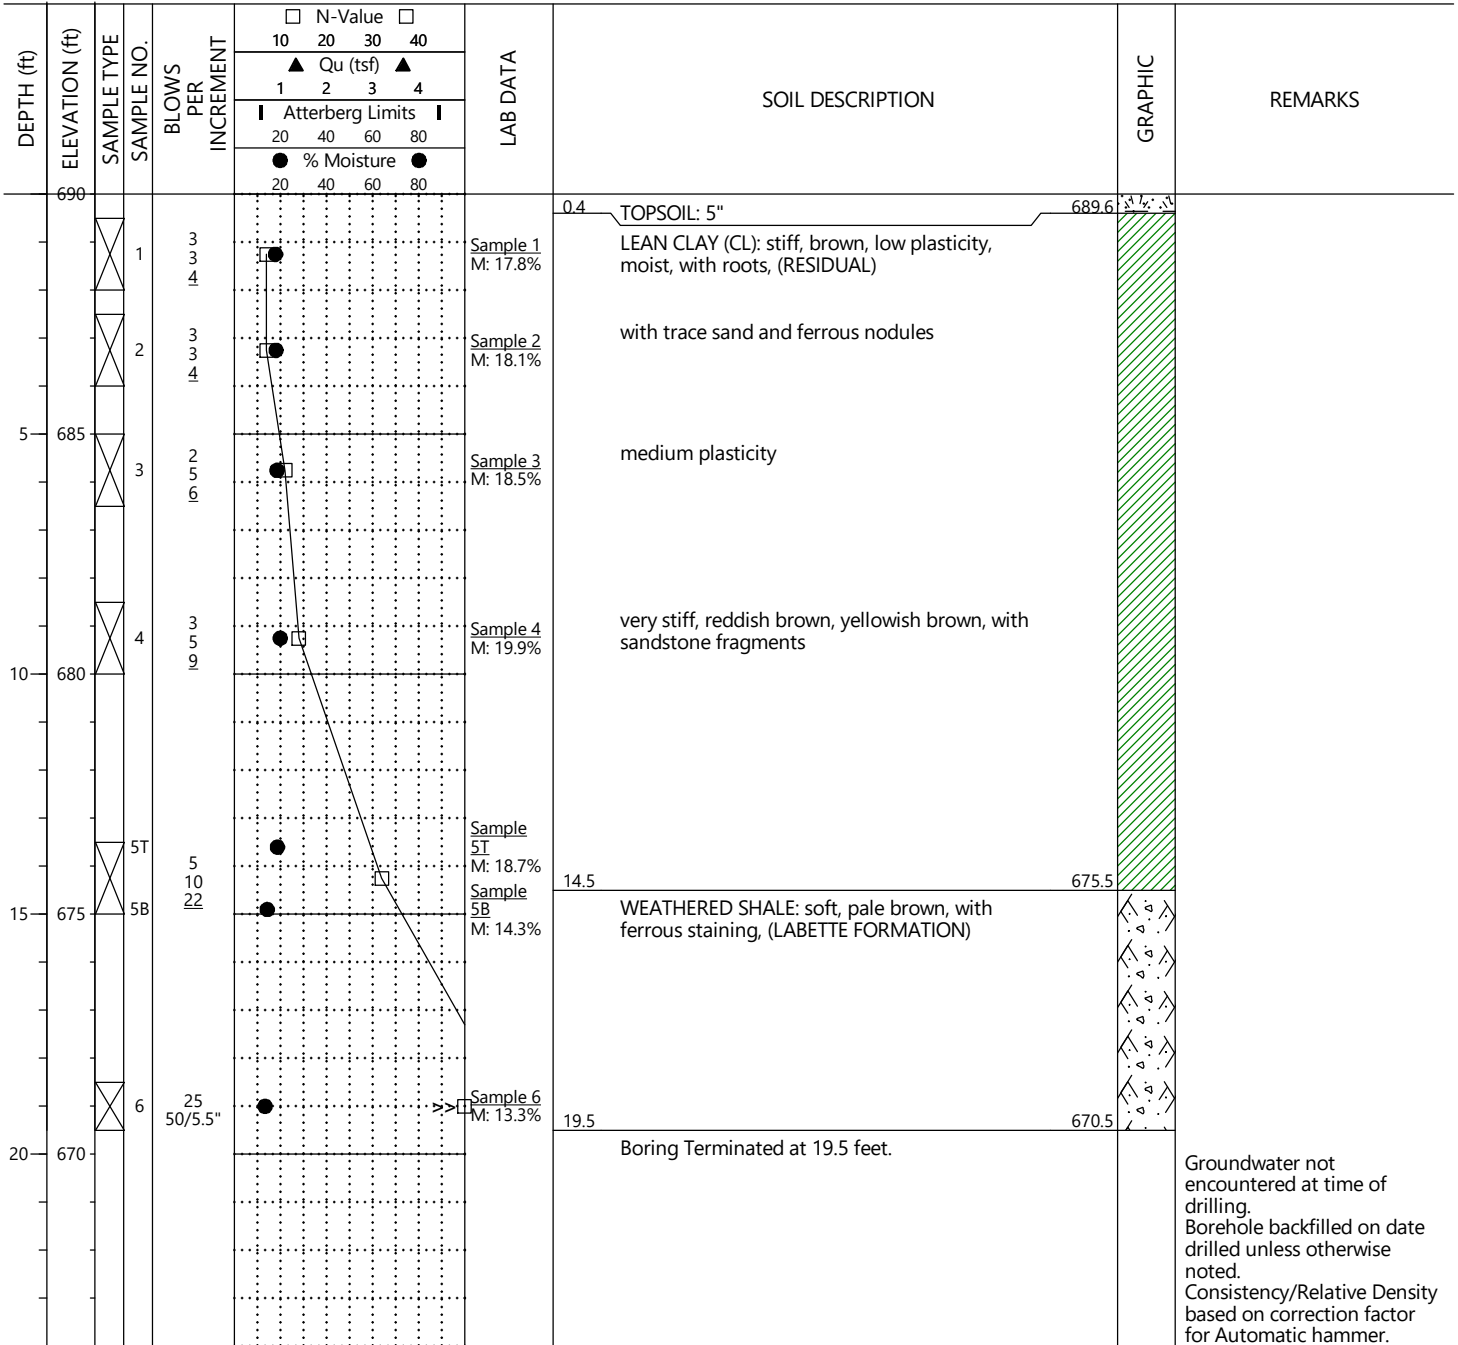 DEPTH (ft)
ELEVATION (ft)
SAMPLE TYPE
SAMPLE NO.
BLOWS
PER
INCREMENT
N-Value
10 20 30 40
Qu (tsf)
1 2 3 4
Atterberg Limits
20 40 60 80
% Moisture
20 40 60 80
LAB DATA
SOIL DESCRIPTION
GRAPHIC
REMARKS
690
0.4 TOPSOIL: 5" 689.6
1
3
3
4
Sample 1
M: 17.8%
LEAN CLAY (CL): stiff, brown, low plasticity,
moist, with roots, (RESIDUAL)
2
3
3
4
Sample 2
M: 18.1%
with trace sand and ferrous nodules
5 685
3
2
5
6
Sample 3
M: 18.5%
medium plasticity
4
3
5
9
Sample 4
M: 19.9%
very stiff, reddish brown, yellowish brown, with
sandstone fragments
10 680
5T
5
10
22
5B
Sample
5T
M: 18.7%
Sample
5B
M: 14.3%
14.5 675.5
15 675
WEATHERED SHALE: soft, pale brown, with
ferrous staining, (LABETTE FORMATION)
6
25
50/5.5"
>>
Sample 6
M: 13.3%
19.5 670.5
Boring Terminated at 19.5 feet.
20 670
Groundwater not
encountered at time of
drilling.
Borehole backfilled on date
drilled unless otherwise
noted.
Consistency/Relative Density
based on correction factor
for Automatic hammer.